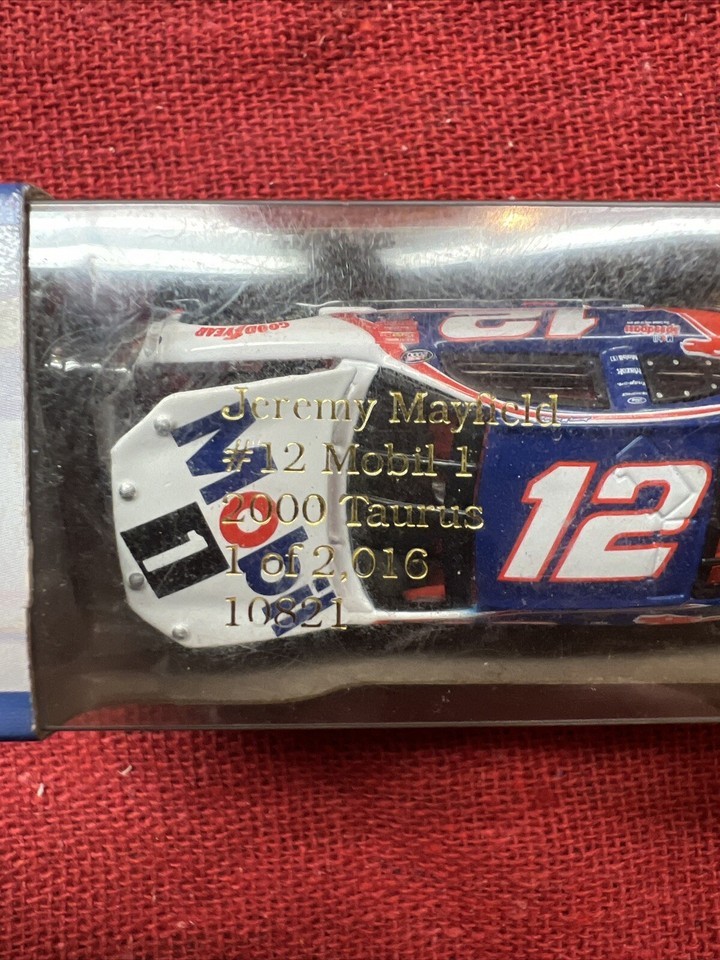 GOODYEAR
12
Jeremy Mayfield
#12 Mobil 1
2000 Taurus
1 of 2,016
10821
Mobil
1
12